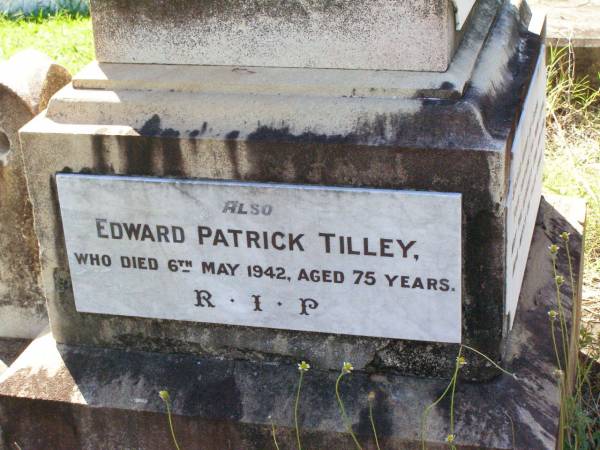 ALSO
EDWARD PATRICK TILLEY,
WHO DIED 6TH MAY 1942, AGED 75 YEARS.
R · I · P